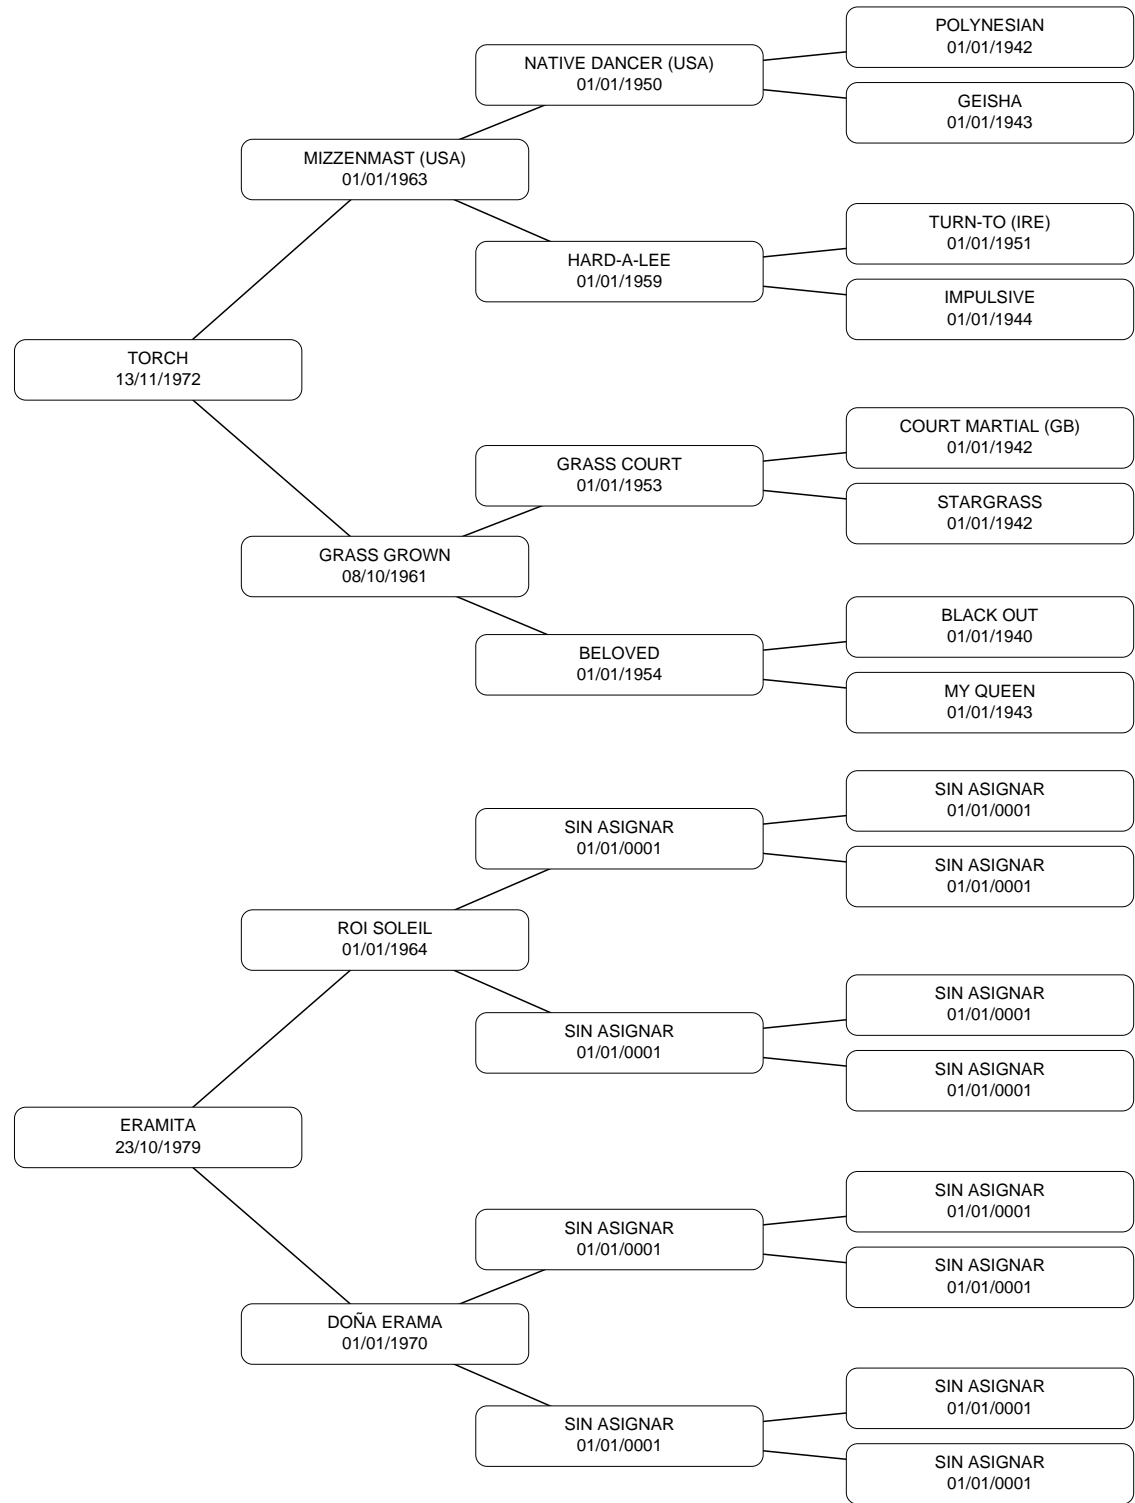 POLYNESIAN
01/01/1942
NATIVE DANCER (USA)
01/01/1950
GEISHA
01/01/1943
MIZZENMAST (USA)
01/01/1963
TURN-TO (IRE)
01/01/1951
HARD-A-LEE
01/01/1959
IMPULSIVE
01/01/1944
TORCH
13/11/1972
COURT MARTIAL (GB)
01/01/1942
GRASS COURT
01/01/1953
STARGRASS
01/01/1942
GRASS GROWN
08/10/1961
BLACK OUT
01/01/1940
BELOVED
01/01/1954
MY QUEEN
01/01/1943
SIN ASIGNAR
01/01/0001
SIN ASIGNAR
01/01/0001
SIN ASIGNAR
01/01/0001
ROI SOLEIL
01/01/1964
SIN ASIGNAR
01/01/0001
SIN ASIGNAR
01/01/0001
SIN ASIGNAR
01/01/0001
ERAMITA
23/10/1979
SIN ASIGNAR
01/01/0001
SIN ASIGNAR
01/01/0001
SIN ASIGNAR
01/01/0001
DOÑA ERAMA
01/01/1970
SIN ASIGNAR
01/01/0001
SIN ASIGNAR
01/01/0001
SIN ASIGNAR
01/01/0001